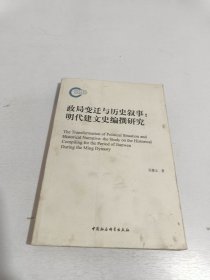 政局变迁与历史叙事：
明代建文史编撰研究
The Transformation of Political Situation and
Historical Narrative: the Study on the Historical
Compiling for the Period of Jianwen
During the Ming Dynasty
著
中国社会科学出版社